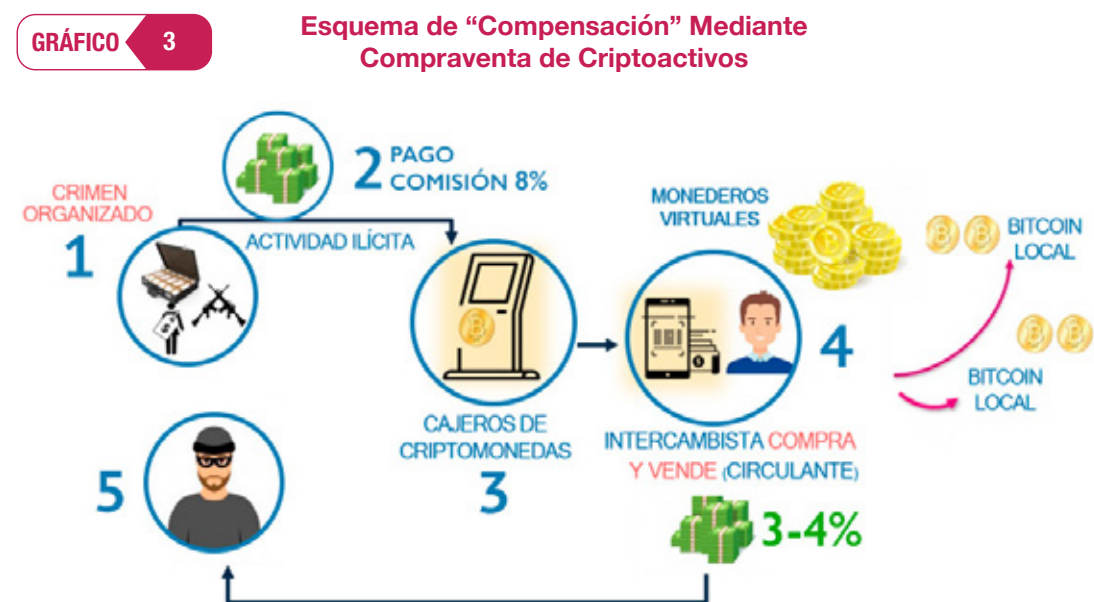 GRÁFICO 3
Esquema de “Compensación” Mediante
Compraventa de Criptoactivos
CRIMEN
ORGANIZADO
1
2 PAGO
COMISIÓN 8%
ACTIVIDAD ILÍCITA
CAJEROS DE
CRIPTOMONEDAS
3
MONEDEROS
VIRTUALES
4
INTERCAMBISTA COMPRA
Y VENDE (CIRCULANTE)
3-4%
BITCOIN
LOCAL
BITCOIN
LOCAL
5